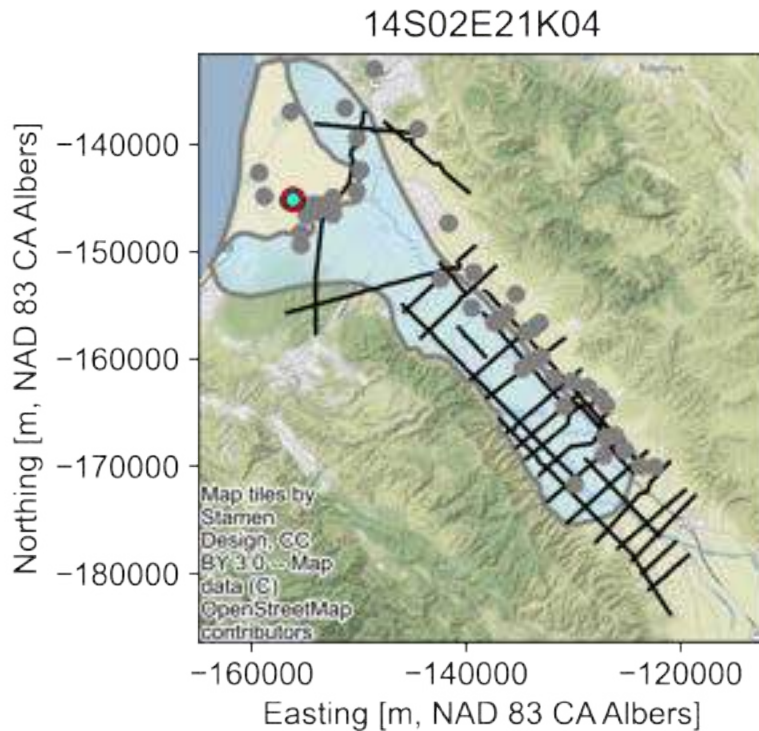 14S02E21K04
Northing [m, NAD 83 CA Albers]
−140000
−150000
−160000
−170000
−180000
Map tiles by
Stamen
Design, CC
BY 3.0 -- Map
data (C)
OpenStreetMap
contributors
−160000
−140000
−120000
Easting [m, NAD 83 CA Albers]